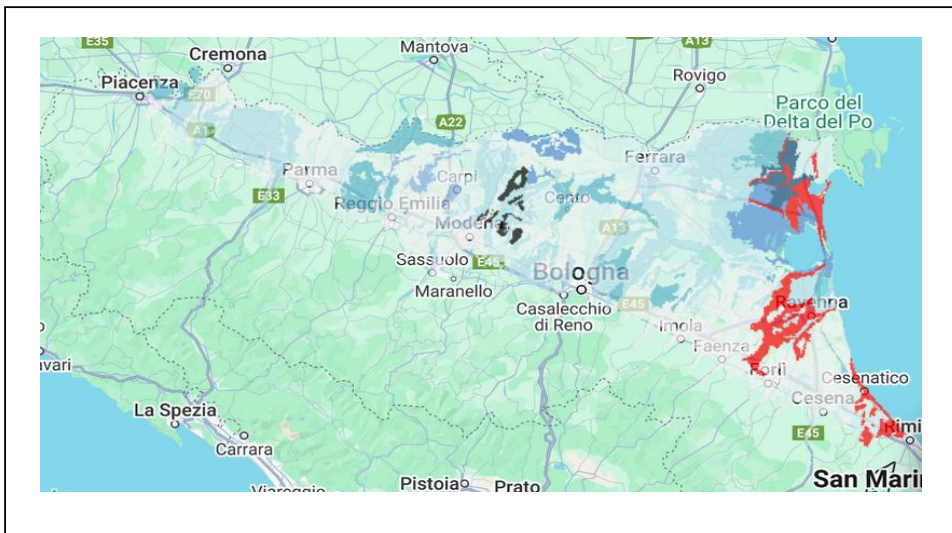 E35
Cremona
Mantova
A13
Piacenza
Rovigo
E70
Parco del
Delta del Po
A1
A22
Ferrara
Parma
Carpi
E33
Cento
Reggio Emilia
Modena
A13
Sassuolo
E45
Bologna
Maranello
Ravenna
Casalecchio
di Reno
E45
Imola
Faenza
vari
Forlì
Cesenatico
La Spezia
Cesena
E45
Rimi
Carrara
Pistoia
Prato
San Mari
Viareggio